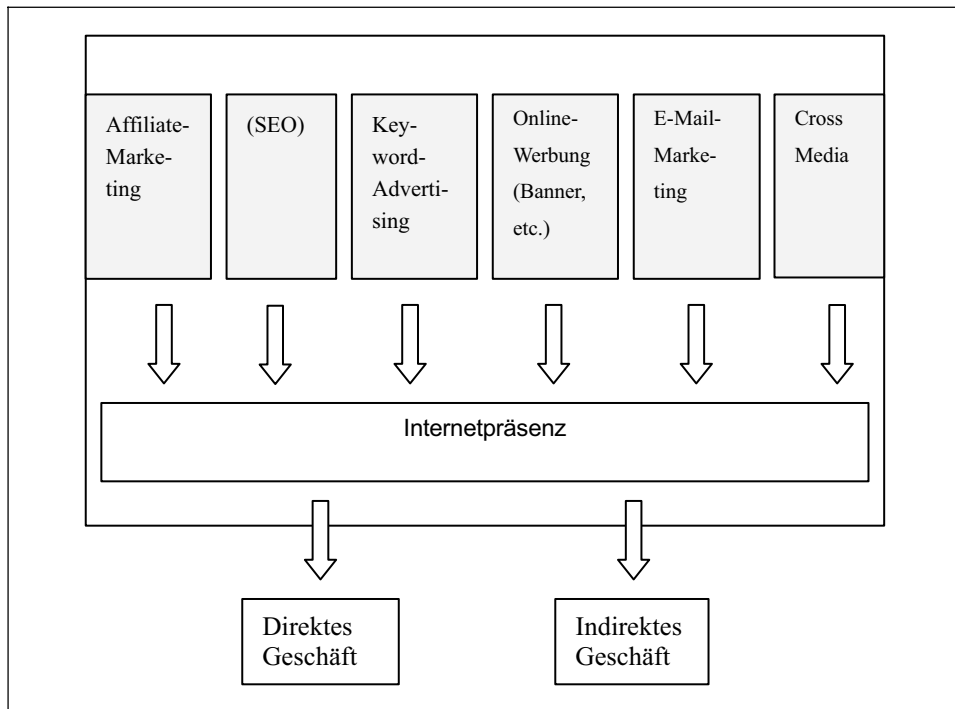 Affiliate-
Marke-
ting
(SEO)
Key-
word-
Adverti-
sing
Online-
Werbung
(Banner,
etc.)
E-Mail-
Marke-
ting
Cross
Media
Internetpräsenz
Direktes
Geschäft
Indirektes
Geschäft